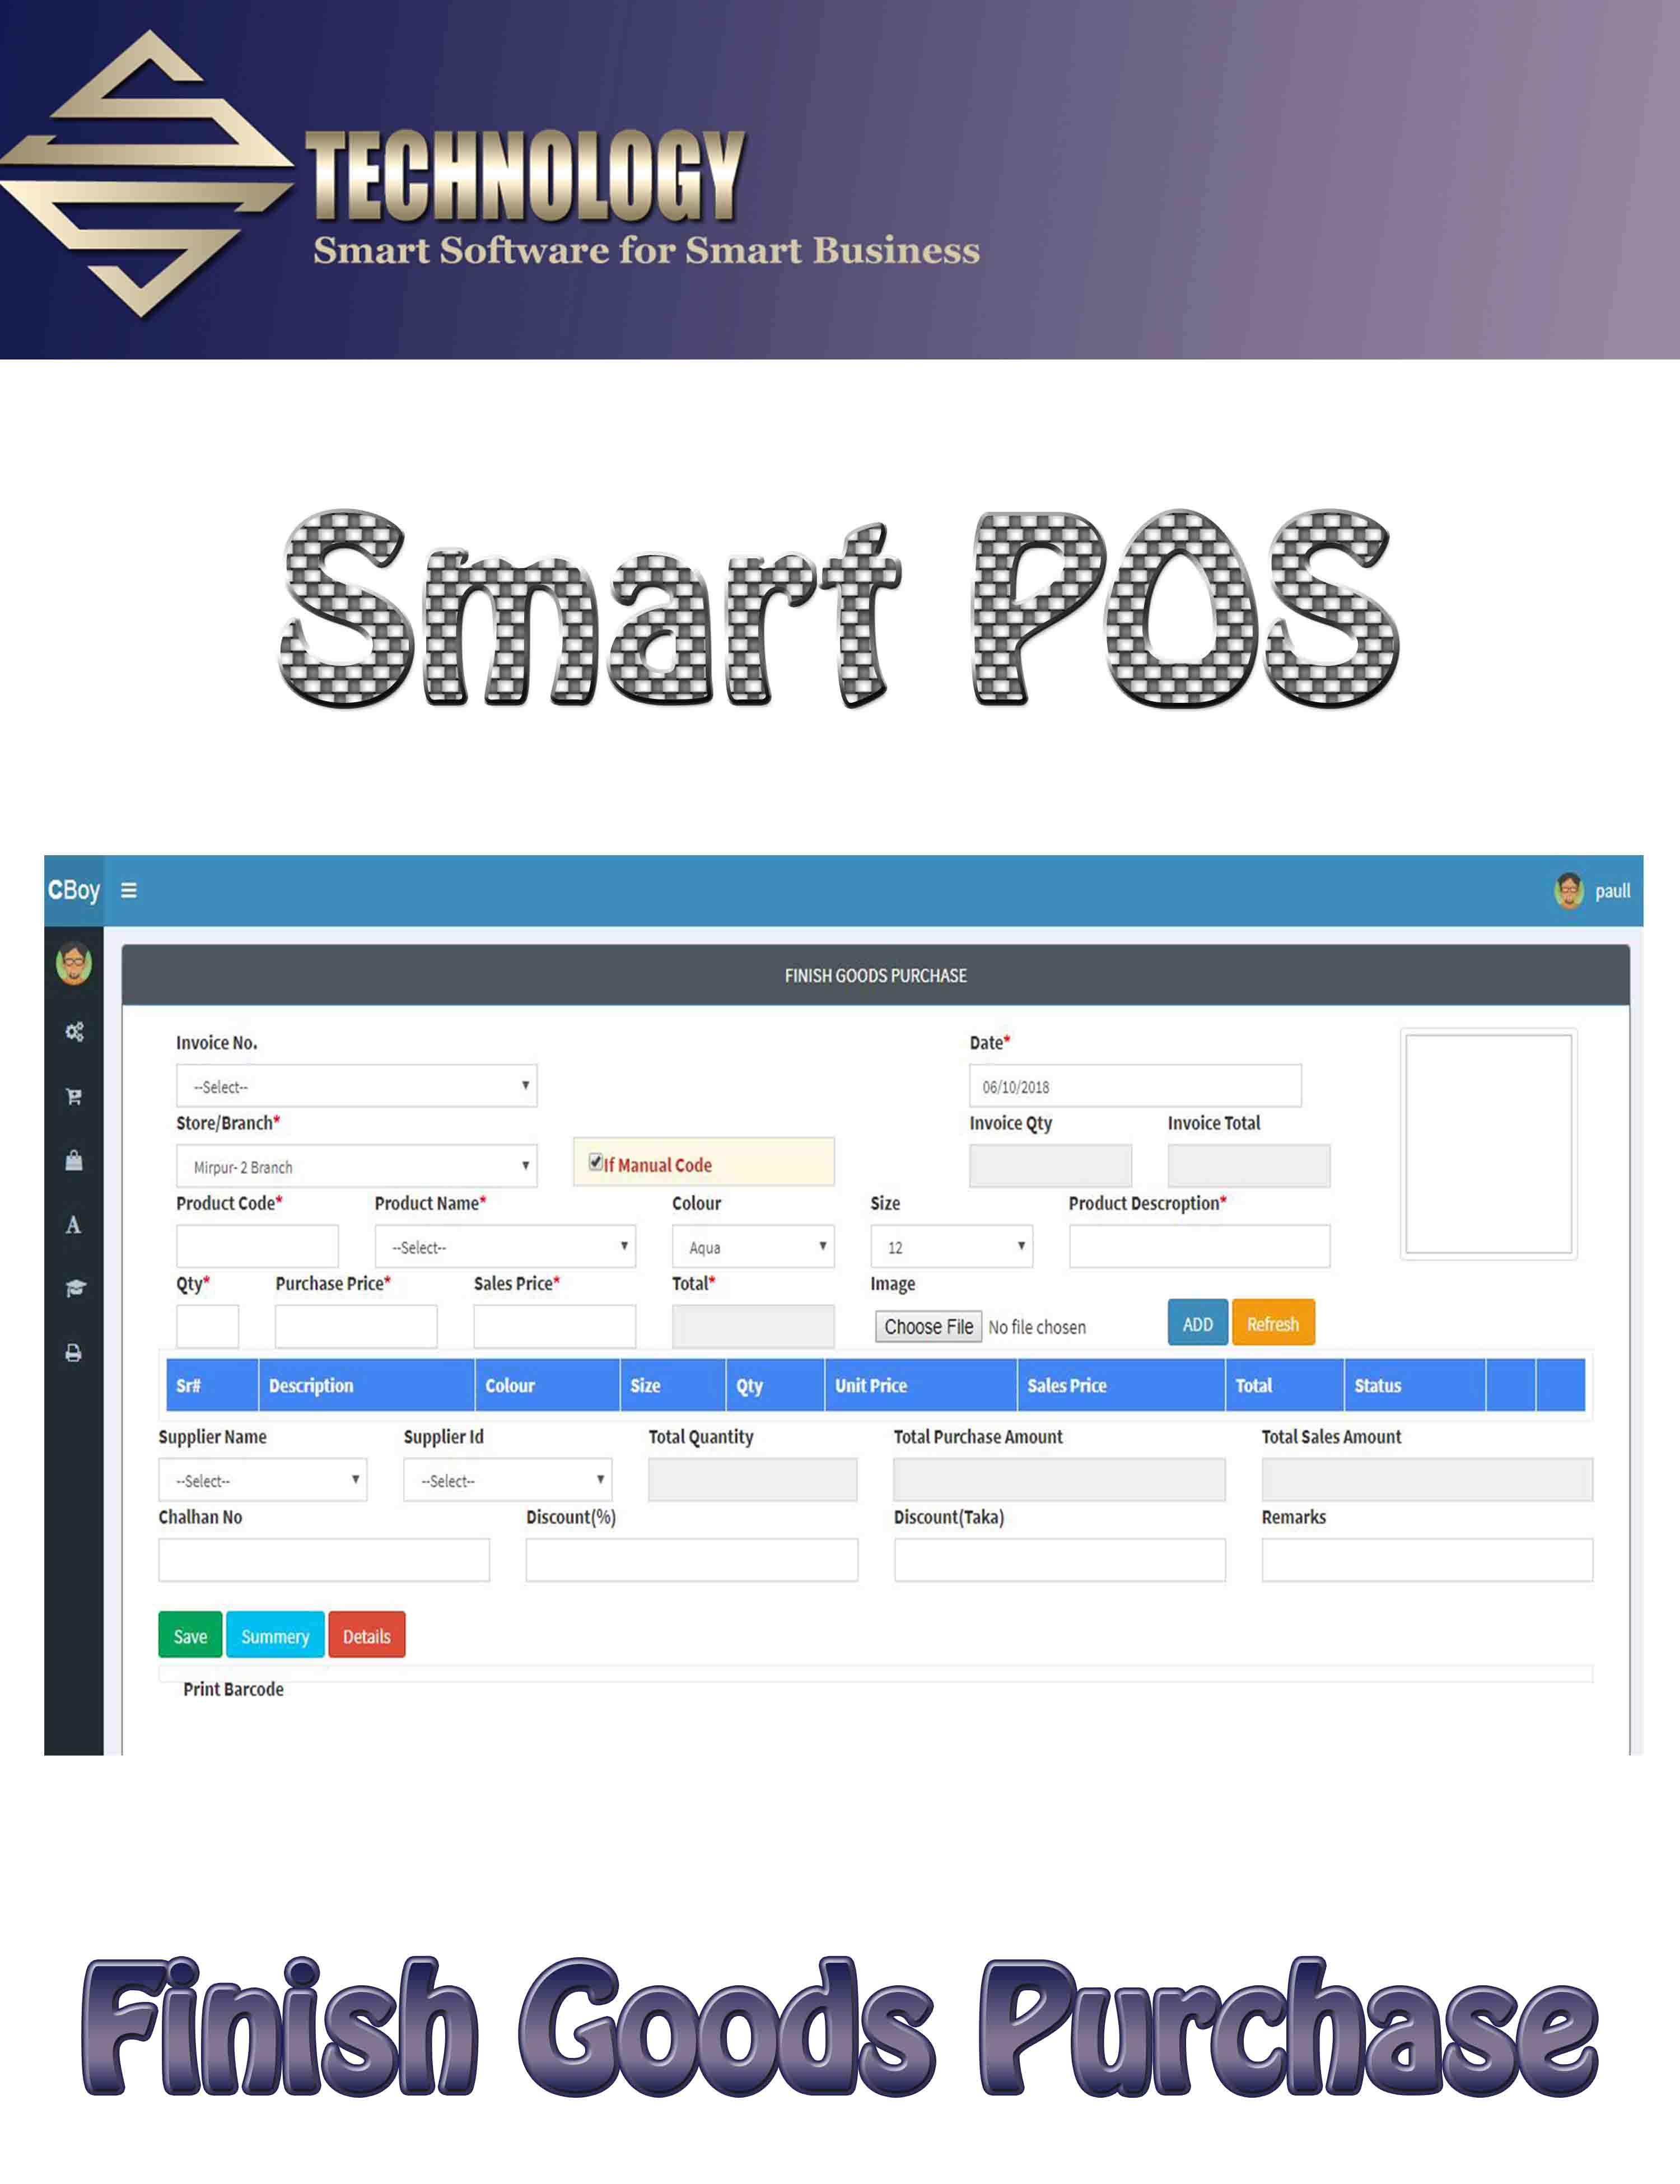 TECHNOLOGY
Smart Software for Smart Business
Smart POS
CBoy
paull
FINISH GOODS PURCHASE
Invoice No.
Date*
--Select--
06/10/2018
Store/Branch*
Invoice Qty
Invoice Total
Mirpur- 2 Branch
If Manual Code
Product Code*
Product Name*
Colour
Size
Product Descroption*
--Select--
Aqua
12
Qty*
Purchase Price*
Sales Price*
Total*
Image
Choose File No file chosen
ADD
Refresh
Sr# Description Colour Size Qty Unit Price Sales Price Total Status
Supplier Name
Supplier Id
Total Quantity
Total Purchase Amount
Total Sales Amount
--Select--
--Select--
Chalhan No
Discount(%)
Discount(Taka)
Remarks
Save
Summery
Details
Print Barcode
Finish Goods Purchase